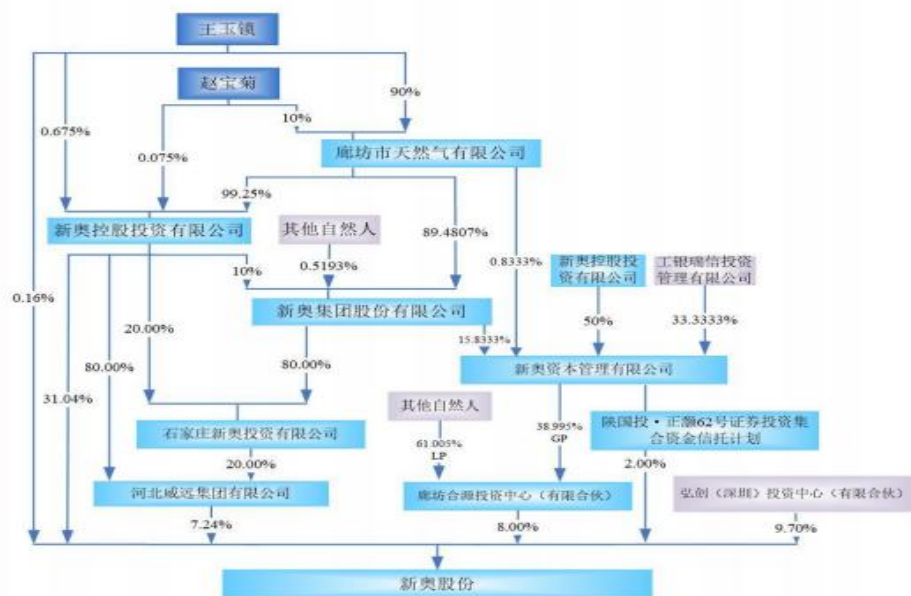 王玉锁
赵宝菊
90%
10%
0.675%
0.075%
廊坊市天然气有限公司
99.25%
新奥控股投资有限公司
其他自然人
89.4807%
0.8333%
新奥控股投
资有限公司
工银瑞信投资
管理有限公司
0.16%
10%
0.5193%
新奥集团股份有限公司
20.00%
50%
33.3333%
15.8333%
80.00%
80.00%
新奥资本管理有限公司
31.04%
其他自然人
石家庄新奥投资有限公司
61.005%
LP
38.995%
GP
陕国投·正灏62号证券投资集
合资金信托计划
20.00%
2.00%
河北威远集团有限公司
廊坊合源投资中心（有限合伙）
弘创（深圳）投资中心（有限合伙）
7.24%
8.00%
9.70%
新奥股份